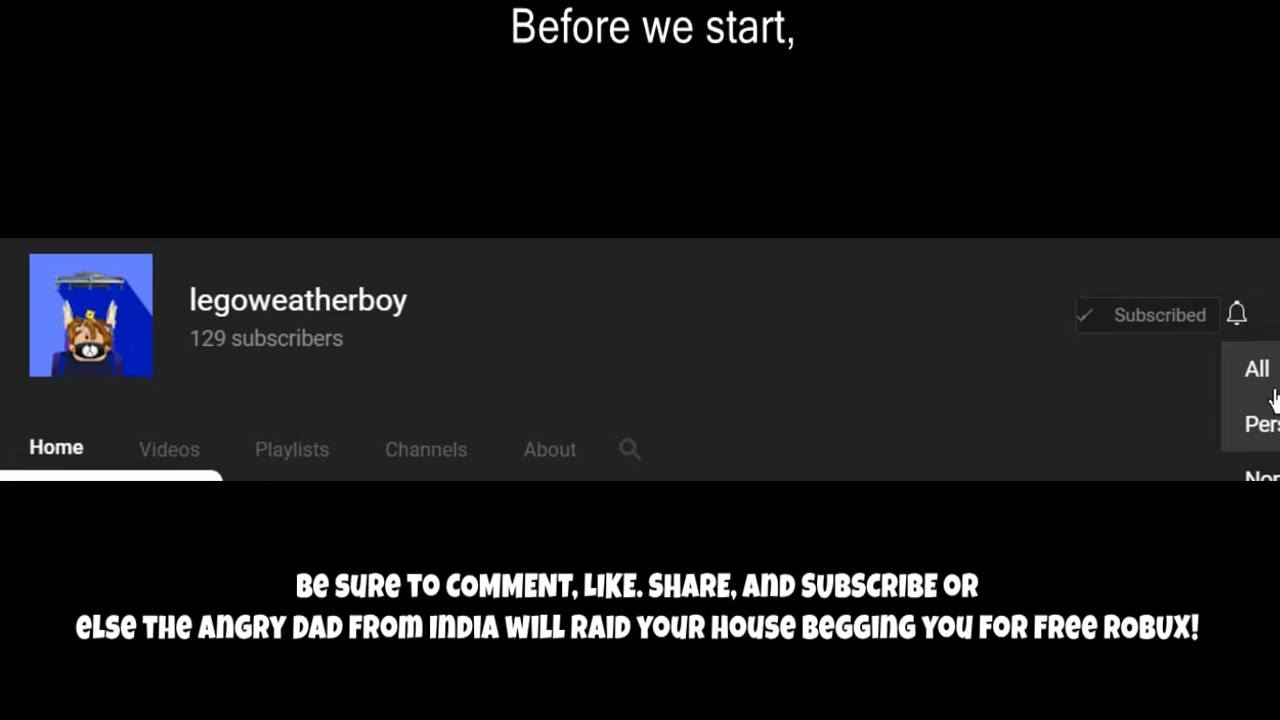 Before we start,
legoweatherboy
129 subscribers
Subscribed
All
Home
Videos
Playlists
Channels
About
Be sure to comment, like. share, and subscribe or
else the angry dad from india will raid your house begging you for free robux!